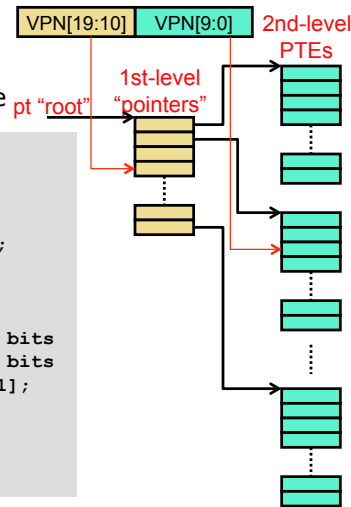 VPN[19:10] VPN[9:0]
2nd-level
PTEs
1st-level
"pointers"
e pt "root"
;
bits
bits
1];